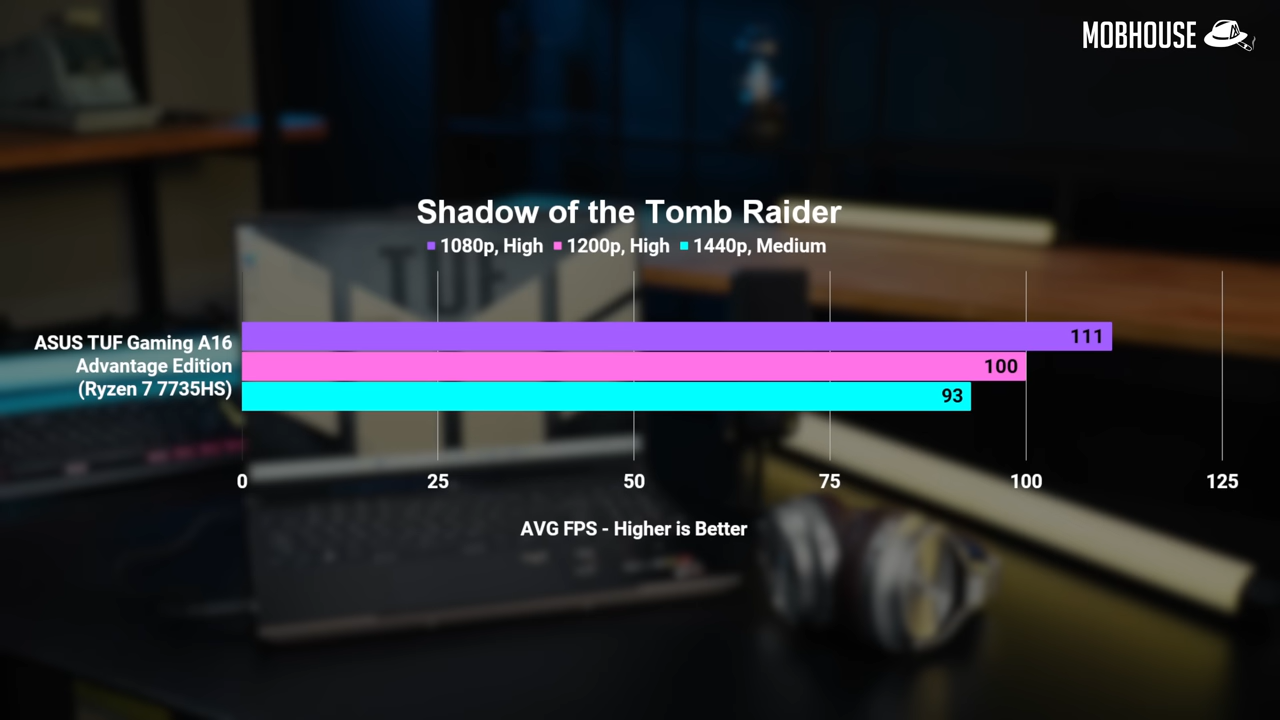 MOBHOUSE
Shadow of the Tomb Raider
1080p, High 1200p, High 1440p, Medium
ASUS TUF Gaming A16
Advantage Edition
(Ryzen 7 7735HS)
111
100
93
0 25 50 75 100 125
AVG FPS - Higher is Better
TUF